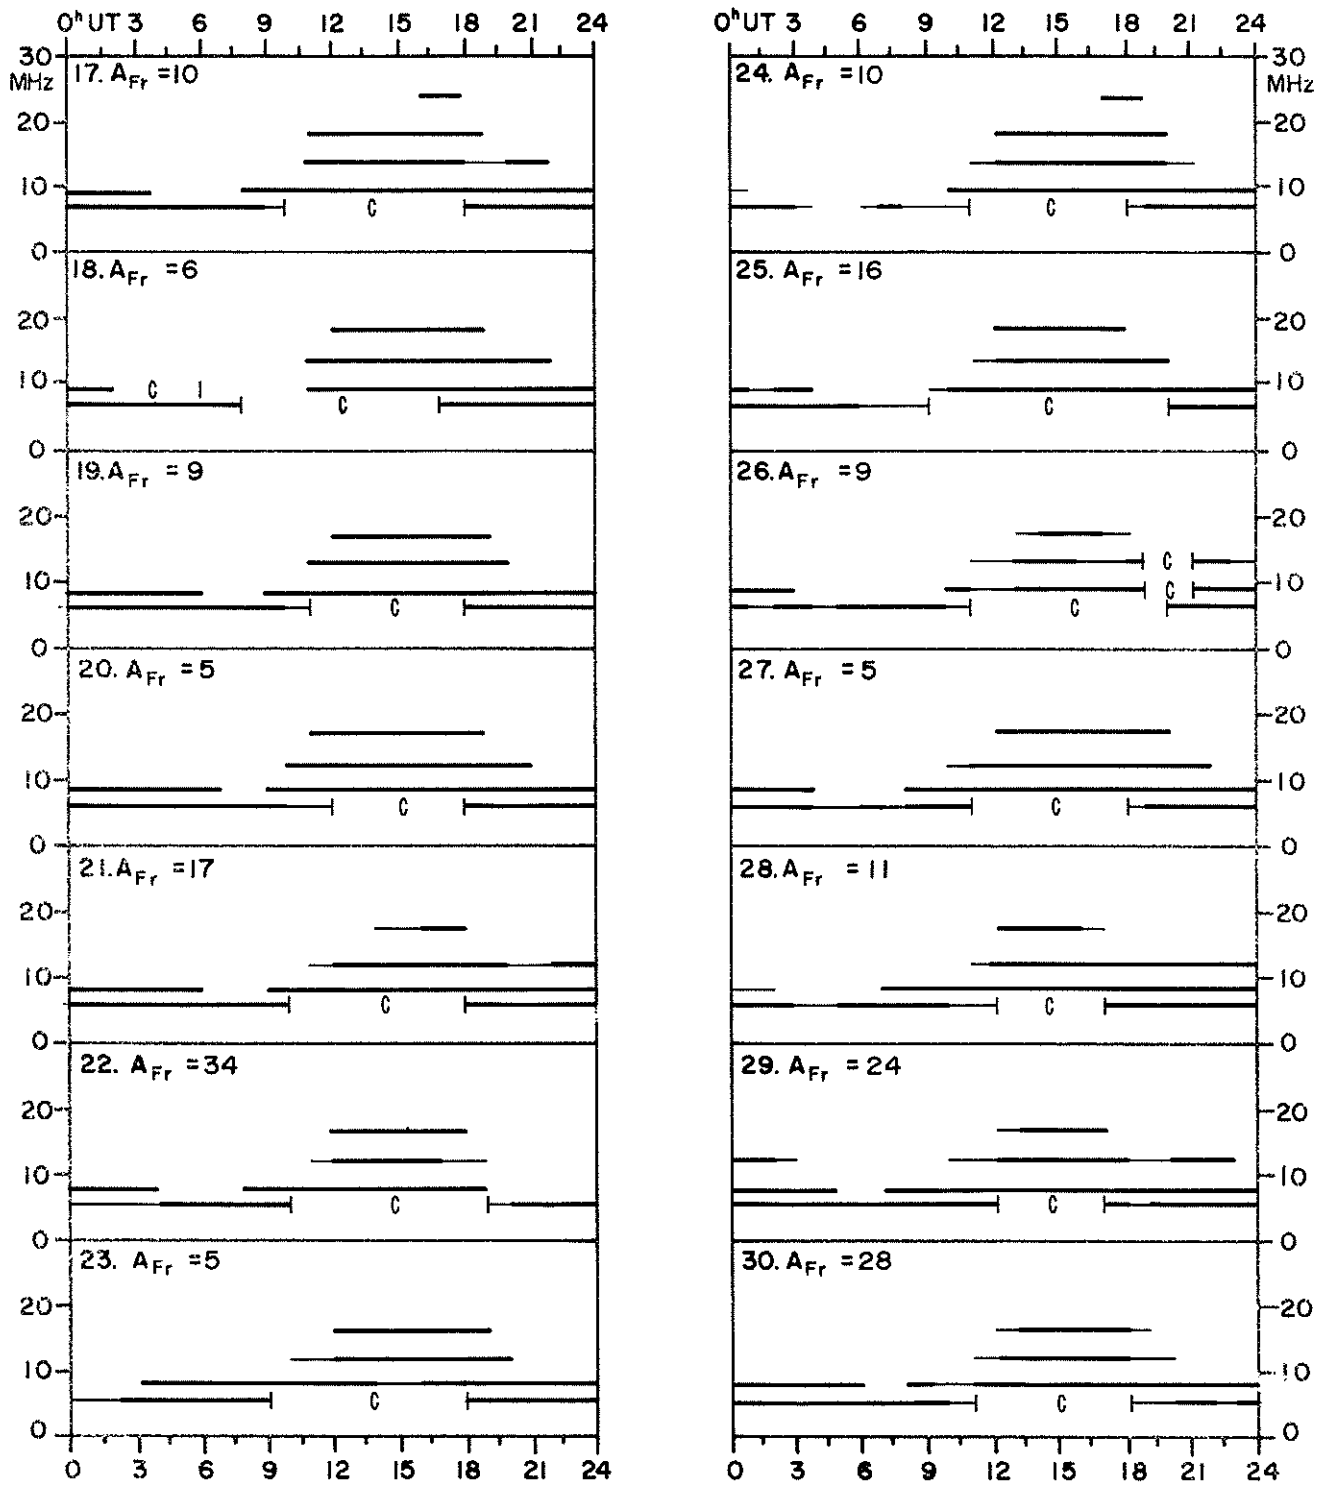 0ʰ UT 3 6 9 12 15 18 21 24
0ʰ UT 3 6 9 12 15 18 21 24
30
MHz
17. A_Fr = 10
20
10
C
0
18. A_Fr = 6
20
10
C I
C
0
19. A_Fr = 9
20
10
C
0
20. A_Fr = 5
20
10
C
0
21. A_Fr = 17
20
10
C
0
22. A_Fr = 34
20
10
C
0
23. A_Fr = 5
20
10
C
0
0 3 6 9 12 15 18 21 24
24. A_Fr = 10
30
MHz
20
10
C
0
25. A_Fr = 16
20
10
C
0
26. A_Fr = 9
20
C
10
C
C
0
27. A_Fr = 5
20
10
C
0
28. A_Fr = 11
20
10
C
0
29. A_Fr = 24
20
10
C
0
30. A_Fr = 28
20
10
C
0
0 3 6 9 12 15 18 21 24